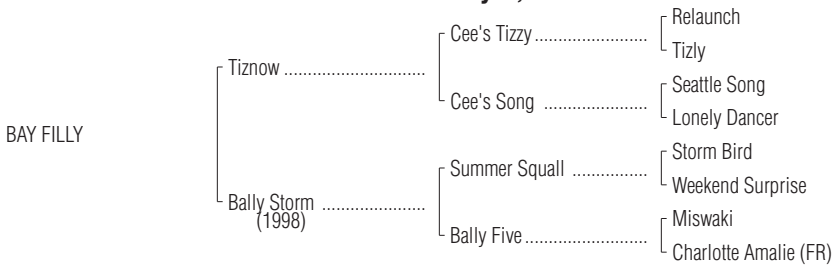 Relaunch
Cee's Tizzy ........................
Tizly
Tiznow ..............................
Seattle Song
Cee's Song ......................
Lonely Dancer
BAY FILLY
Storm Bird
Summer Squall ................
Weekend Surprise
Bally Storm ......................
(1998)
Miswaki
Bally Five ..........................
Charlotte Amalie (FR)